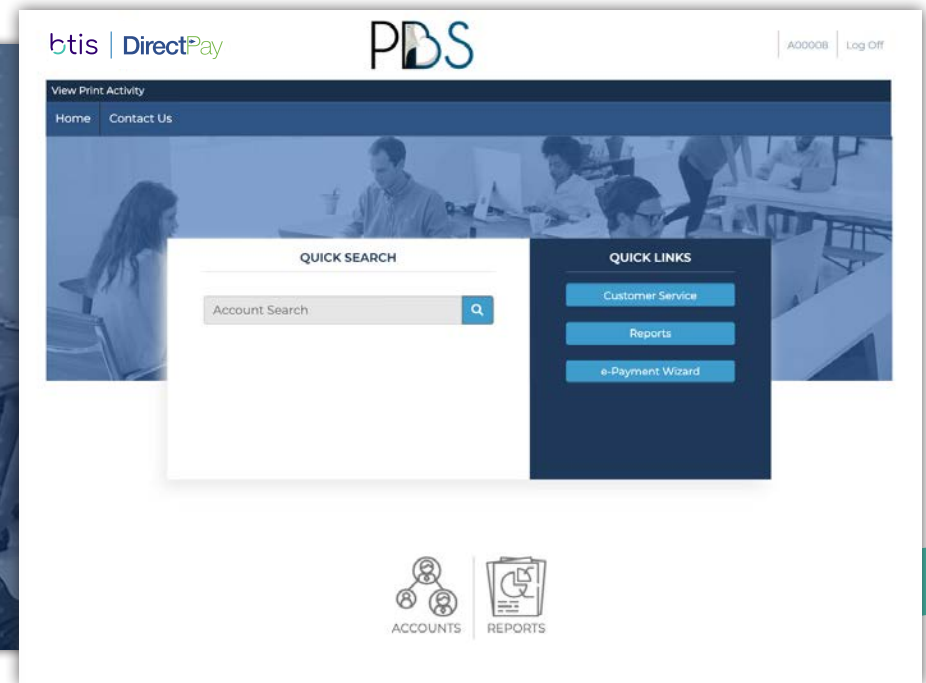 btis | DirectPay
PBS
A00008 Log Off
View Print Activity
Home Contact Us
QUICK SEARCH
Account Search
QUICK LINKS
Customer Service
Reports
e-Payment Wizard
ACCOUNTS
REPORTS